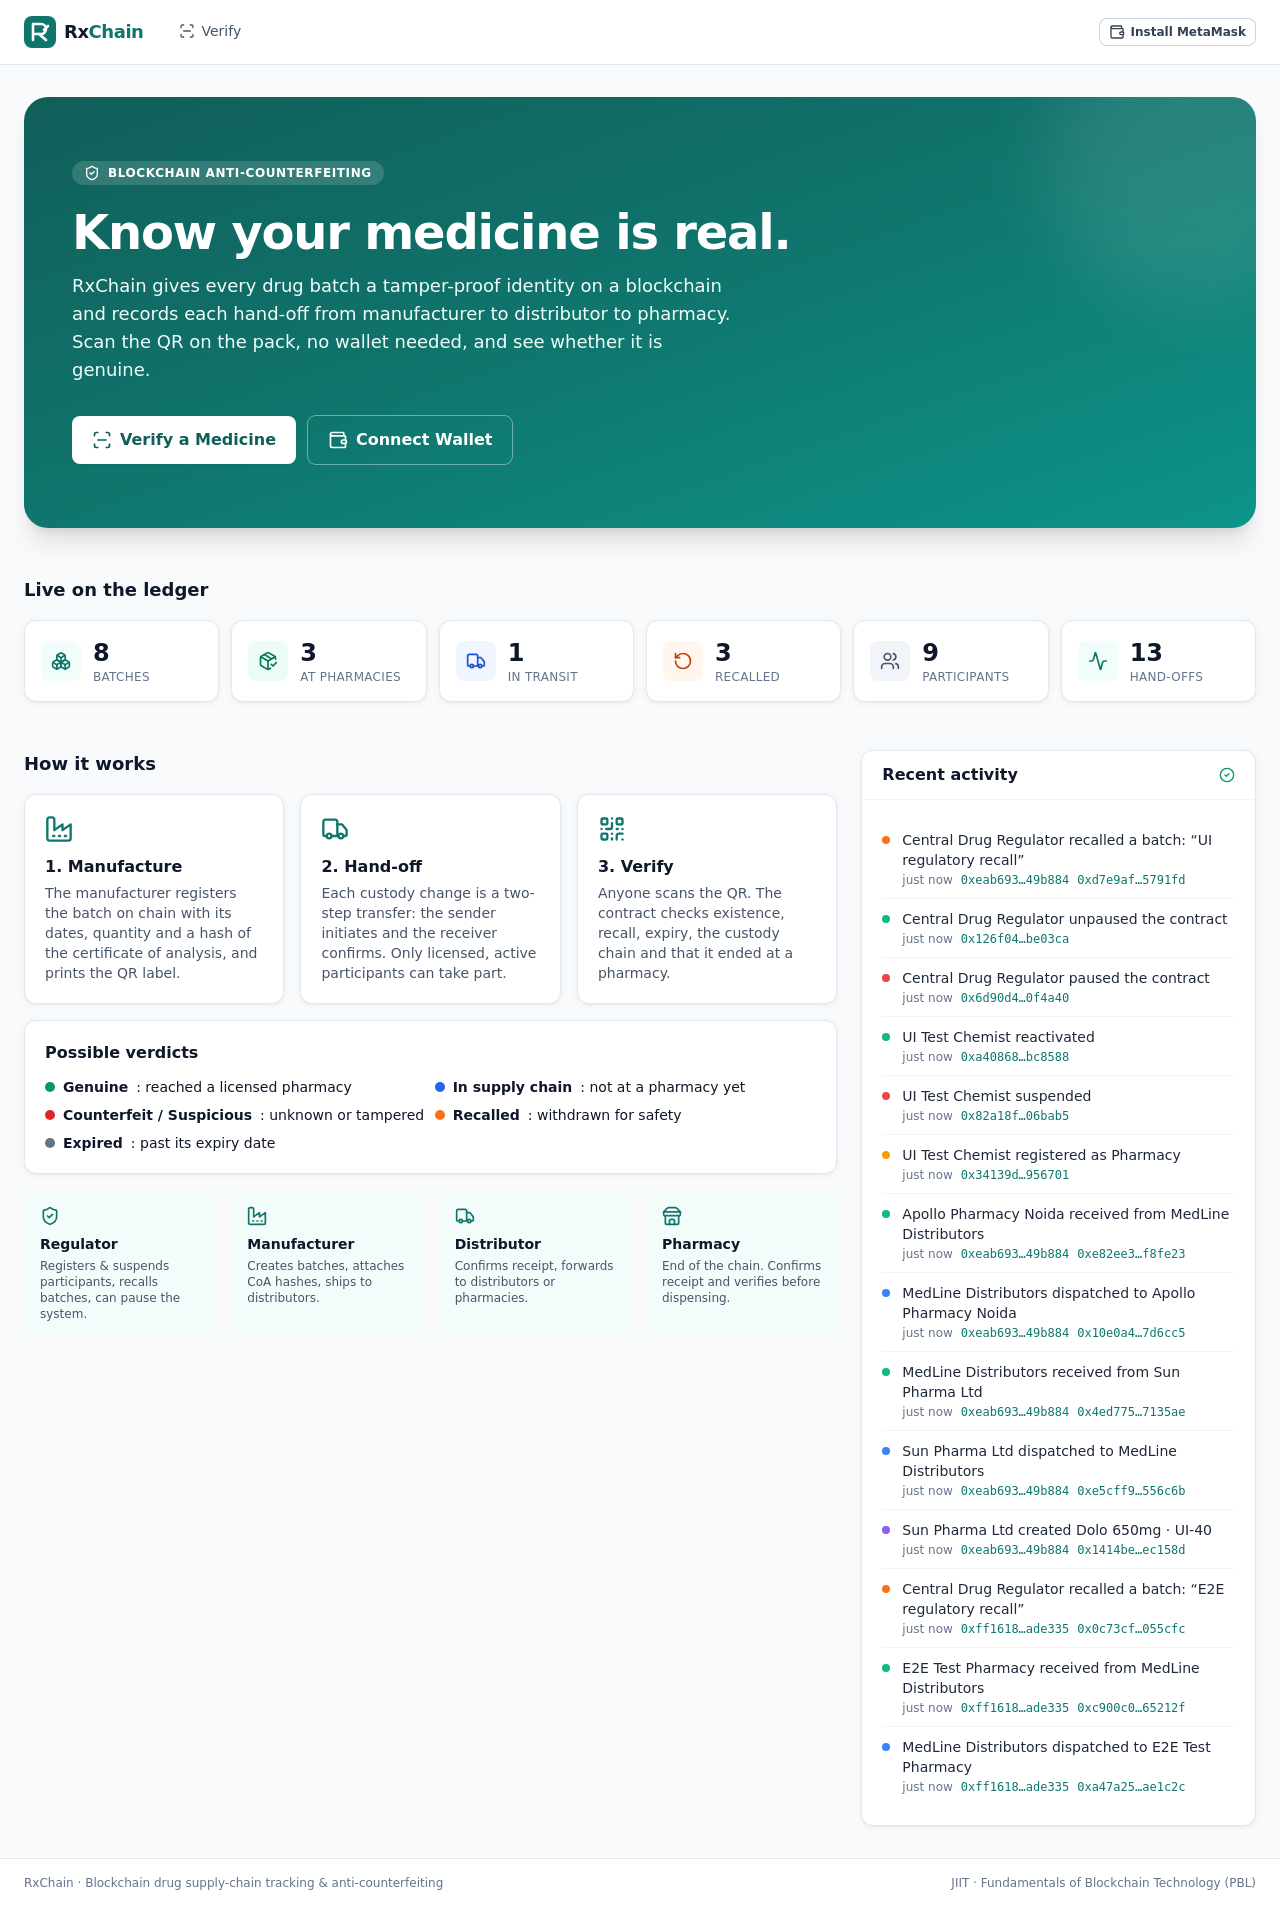 RxChain
Verify
Install MetaMask
BLOCKCHAIN ANTI-COUNTERFEITING
Know your medicine is real.
RxChain gives every drug batch a tamper-proof identity on a blockchain
and records each hand-off from manufacturer to distributor to pharmacy.
Scan the QR on the pack, no wallet needed, and see whether it is
genuine.
Verify a Medicine
Connect Wallet
Live on the ledger
8
BATCHES
3
AT PHARMACIES
1
IN TRANSIT
3
RECALLED
9
PARTICIPANTS
13
HAND-OFFS
How it works
1. Manufacture
The manufacturer registers
the batch on chain with its
dates, quantity and a hash of
the certificate of analysis, and
prints the QR label.
2. Hand-off
Each custody change is a two-
step transfer: the sender
initiates and the receiver
confirms. Only licensed, active
participants can take part.
3. Verify
Anyone scans the QR. The
contract checks existence,
recall, expiry, the custody
chain and that it ended at a
pharmacy.
Possible verdicts
Genuine : reached a licensed pharmacy
In supply chain : not at a pharmacy yet
Counterfeit / Suspicious : unknown or tampered
Recalled : withdrawn for safety
Expired : past its expiry date
Regulator
Registers & suspends
participants, recalls
batches, can pause the
system.
Manufacturer
Creates batches, attaches
CoA hashes, ships to
distributors.
Distributor
Confirms receipt, forwards
to distributors or
pharmacies.
Pharmacy
End of the chain. Confirms
receipt and verifies before
dispensing.
Recent activity
Central Drug Regulator recalled a batch: “UI
regulatory recall”
just now 0xeab693…49b884 0xd7e9af…5791fd
Central Drug Regulator unpaused the contract
just now 0x126f04…be03ca
Central Drug Regulator paused the contract
just now 0x6d90d4…0f4a40
UI Test Chemist reactivated
just now 0xa40868…bc8588
UI Test Chemist suspended
just now 0x82a18f…06bab5
UI Test Chemist registered as Pharmacy
just now 0x34139d…956701
Apollo Pharmacy Noida received from MedLine
Distributors
just now 0xeab693…49b884 0xe82ee3…f8fe23
MedLine Distributors dispatched to Apollo
Pharmacy Noida
just now 0xeab693…49b884 0x10e0a4…7d6cc5
MedLine Distributors received from Sun
Pharma Ltd
just now 0xeab693…49b884 0x4ed775…7135ae
Sun Pharma Ltd dispatched to MedLine
Distributors
just now 0xeab693…49b884 0xe5cff9…556c6b
Sun Pharma Ltd created Dolo 650mg · UI-40
just now 0xeab693…49b884 0x1414be…ec158d
Central Drug Regulator recalled a batch: “E2E
regulatory recall”
just now 0xff1618…ade335 0x0c73cf…055cfc
E2E Test Pharmacy received from MedLine
Distributors
just now 0xff1618…ade335 0xc900c0…65212f
MedLine Distributors dispatched to E2E Test
Pharmacy
just now 0xff1618…ade335 0xa47a25…ae1c2c
RxChain · Blockchain drug supply-chain tracking & anti-counterfeiting
JIIT · Fundamentals of Blockchain Technology (PBL)